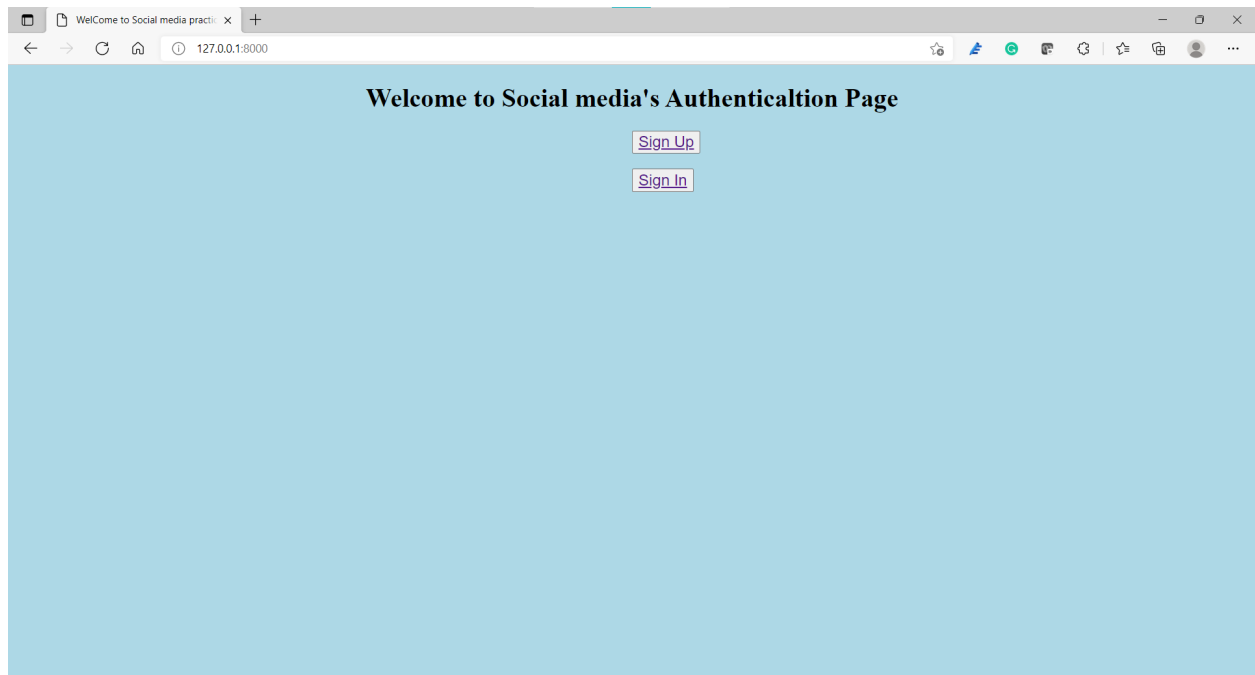 WelCome to Social media practic
127.0.0.1:8000
Welcome to Social media's Authenticaltion Page
Sign Up
Sign In